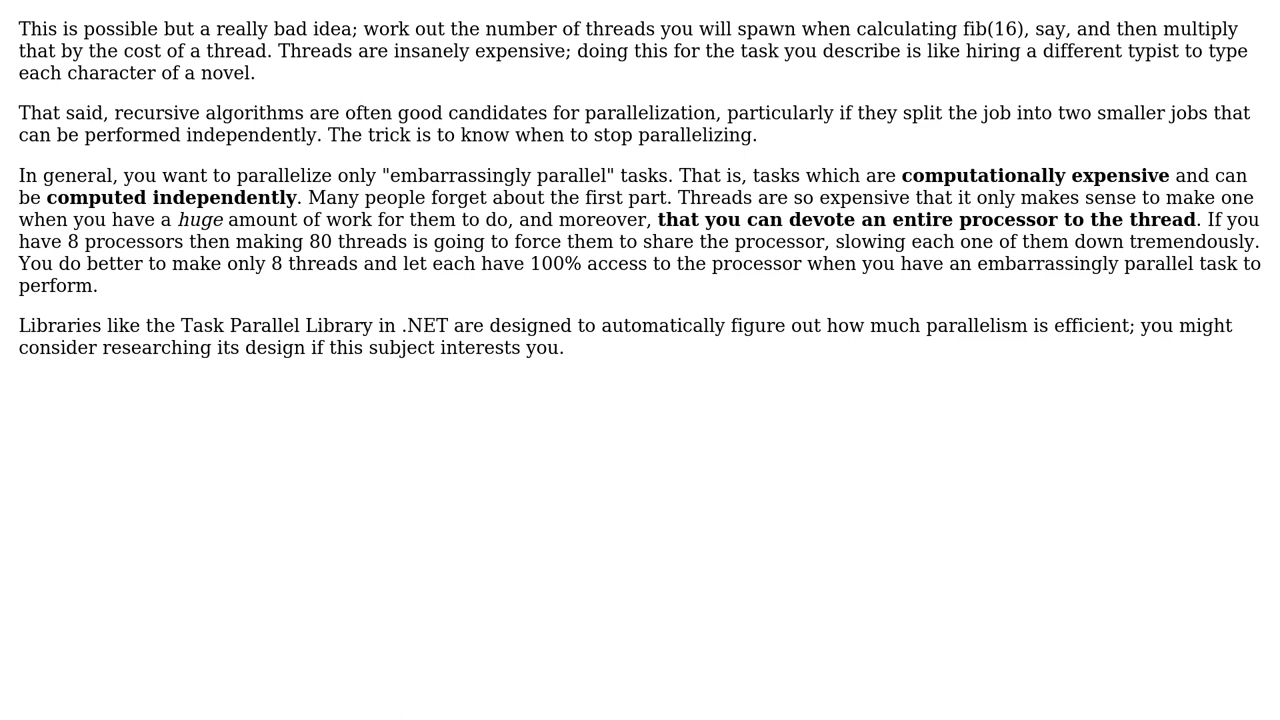 This is possible but a really bad idea; work out the number of threads you will spawn when calculating fib(16), say, and then multiply
that by the cost of a thread. Threads are insanely expensive; doing this for the task you describe is like hiring a different typist to type
each character of a novel.
That said, recursive algorithms are often good candidates for parallelization, particularly if they split the job into two smaller jobs that
can be performed independently. The trick is to know when to stop parallelizing.
In general, you want to parallelize only "embarrassingly parallel" tasks. That is, tasks which are computationally expensive and can
be computed independently. Many people forget about the first part. Threads are so expensive that it only makes sense to make one
when you have a huge amount of work for them to do, and moreover, that you can devote an entire processor to the thread. If you
have 8 processors then making 80 threads is going to force them to share the processor, slowing each one of them down tremendously.
You do better to make only 8 threads and let each have 100% access to the processor when you have an embarrassingly parallel task to
perform.
Libraries like the Task Parallel Library in .NET are designed to automatically figure out how much parallelism is efficient; you might
consider researching its design if this subject interests you.